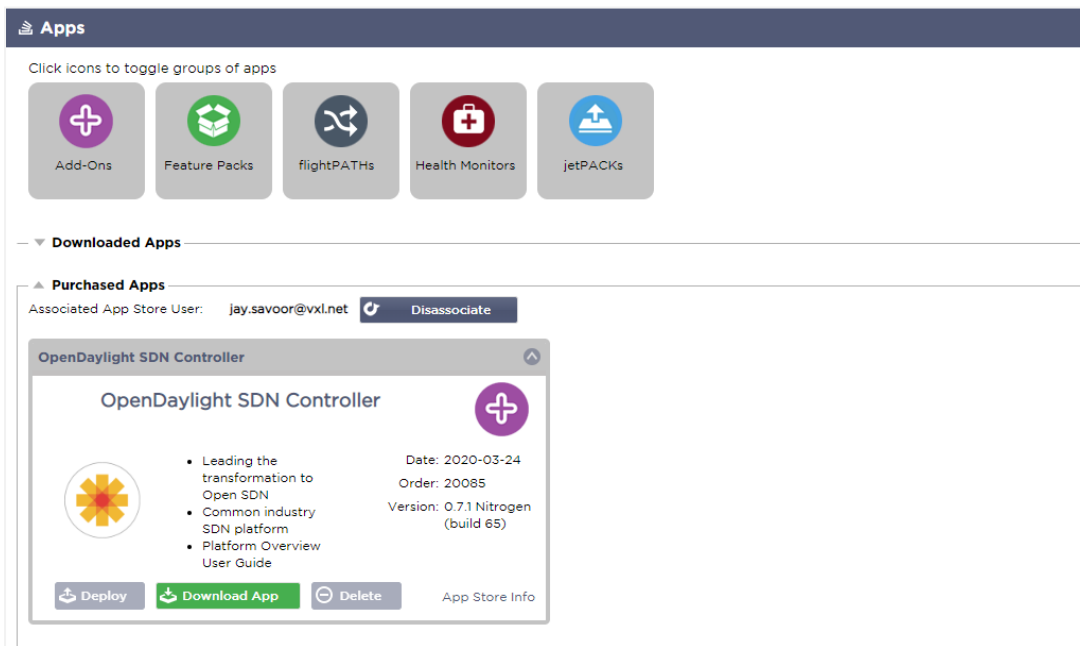 Apps
Click icons to toggle groups of apps
Add-Ons
Feature Packs
flightPATHs
Health Monitors
jetPACKs
Downloaded Apps
Purchased Apps
Associated App Store User: jay.savoor@vxl.net Disassociate
OpenDaylight SDN Controller
OpenDaylight SDN Controller
Leading the
transformation to
Open SDN
Common industry
SDN platform
Platform Overview
User Guide
Date: 2020-03-24
Order: 20085
Version: 0.7.1 Nitrogen
(build 65)
Deploy
Download App
Delete
App Store Info